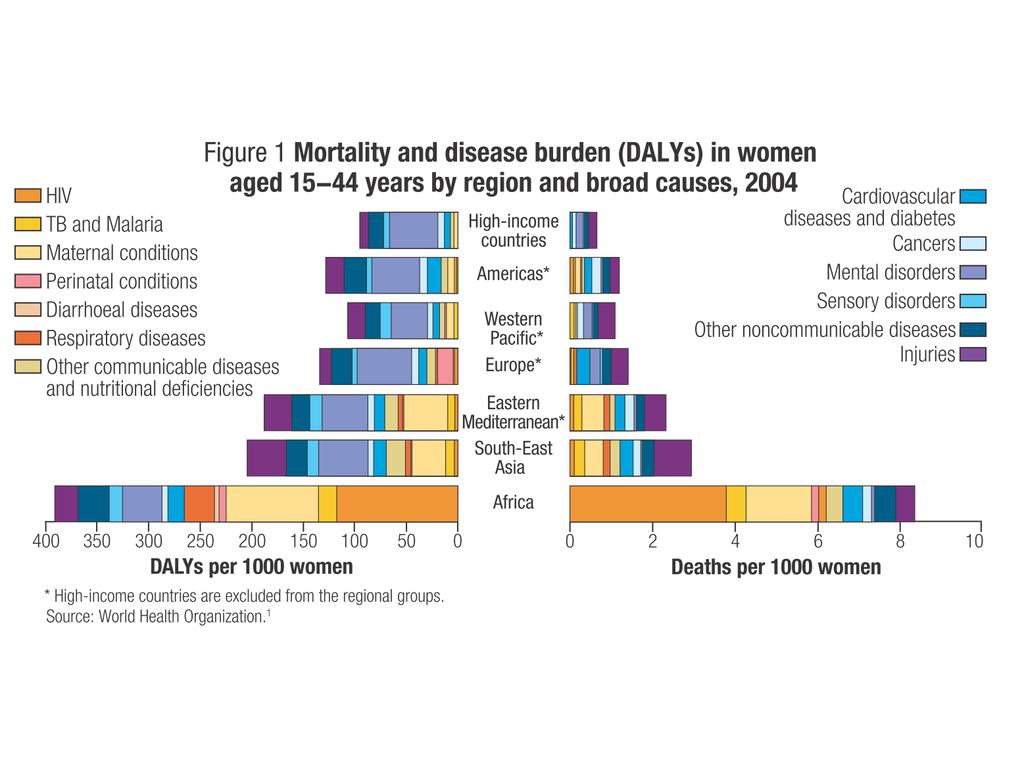 Figure 1 Mortality and disease burden (DALYs) in women
aged 15–44 years by region and broad causes, 2004
HIV
TB and Malaria
Maternal conditions
Perinatal conditions
Diarrhoeal diseases
Respiratory diseases
Other communicable diseases
and nutritional deficiencies
High-income
countries
Americas*
Western
Pacific*
Europe*
Eastern
Mediterranean*
South-East
Asia
Africa
Cardiovascular
diseases and diabetes
Cancers
Mental disorders
Sensory disorders
Other noncommunicable diseases
Injuries
400 350 300 250 200 150 100 50 0
DALYs per 1000 women
0 2 4 6 8 10
Deaths per 1000 women
* High-income countries are excluded from the regional groups.
Source: World Health Organization.¹